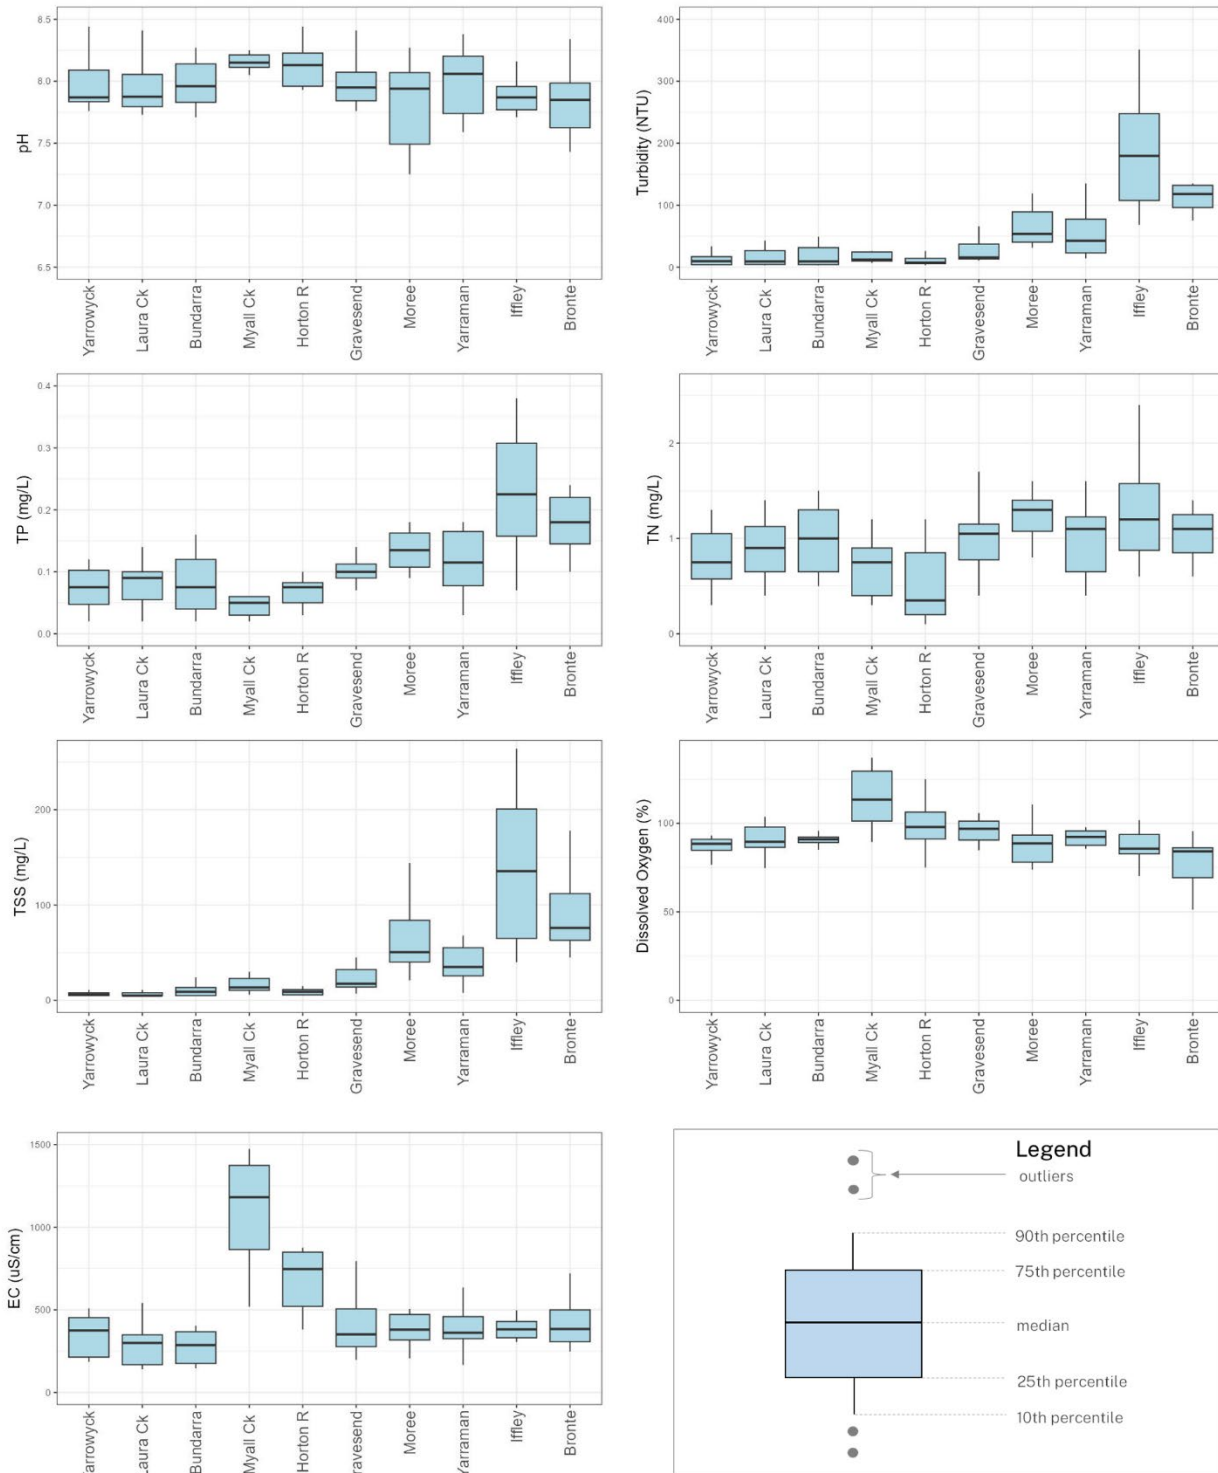 8.5
8.0
7.5
7.0
6.5
pH
Yarrowyck
Laura Ck
Bundarra
Myall Ck
Horton R
Gravesend
Moree
Yarraman
Iffley
Bronte
400
300
200
100
0
Turbidity (NTU)
Yarrowyck
Laura Ck
Bundarra
Myall Ck
Horton R
Gravesend
Moree
Yarraman
Iffley
Bronte
0.4
0.3
0.2
0.1
0.0
TP (mg/L)
Yarrowyck
Laura Ck
Bundarra
Myall Ck
Horton R
Gravesend
Moree
Yarraman
Iffley
Bronte
2
1
0
TN (mg/L)
Yarrowyck
Laura Ck
Bundarra
Myall Ck
Horton R
Gravesend
Moree
Yarraman
Iffley
Bronte
200
100
0
TSS (mg/L)
Yarrowyck
Laura Ck
Bundarra
Myall Ck
Horton R
Gravesend
Moree
Yarraman
Iffley
Bronte
100
50
0
Dissolved Oxygen (%)
Yarrowyck
Laura Ck
Bundarra
Myall Ck
Horton R
Gravesend
Moree
Yarraman
Iffley
Bronte
1500
1000
500
0
EC (uS/cm)
arrowyck
Laura Ck
Bundarra
Myall Ck
Horton R
Gravesend
Moree
Yarraman
Iffley
Bronte
Legend
outliers
90th percentile
75th percentile
median
25th percentile
10th percentile